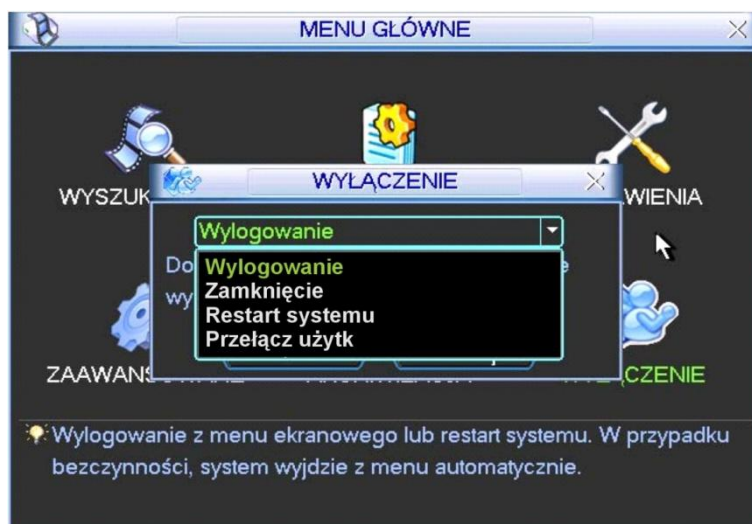 MENU GŁÓWNE
WYŁĄCZENIE
WYSZUK
WIENIA
Wylogowanie
Do
wy
Wylogowanie
Zamknięcie
Restart systemu
Przełącz użytk
ZAAWANS
CZENIE
Wylogowanie z menu ekranowego lub restart systemu. W przypadku
bezczynności, system wyjdzie z menu automatycznie.